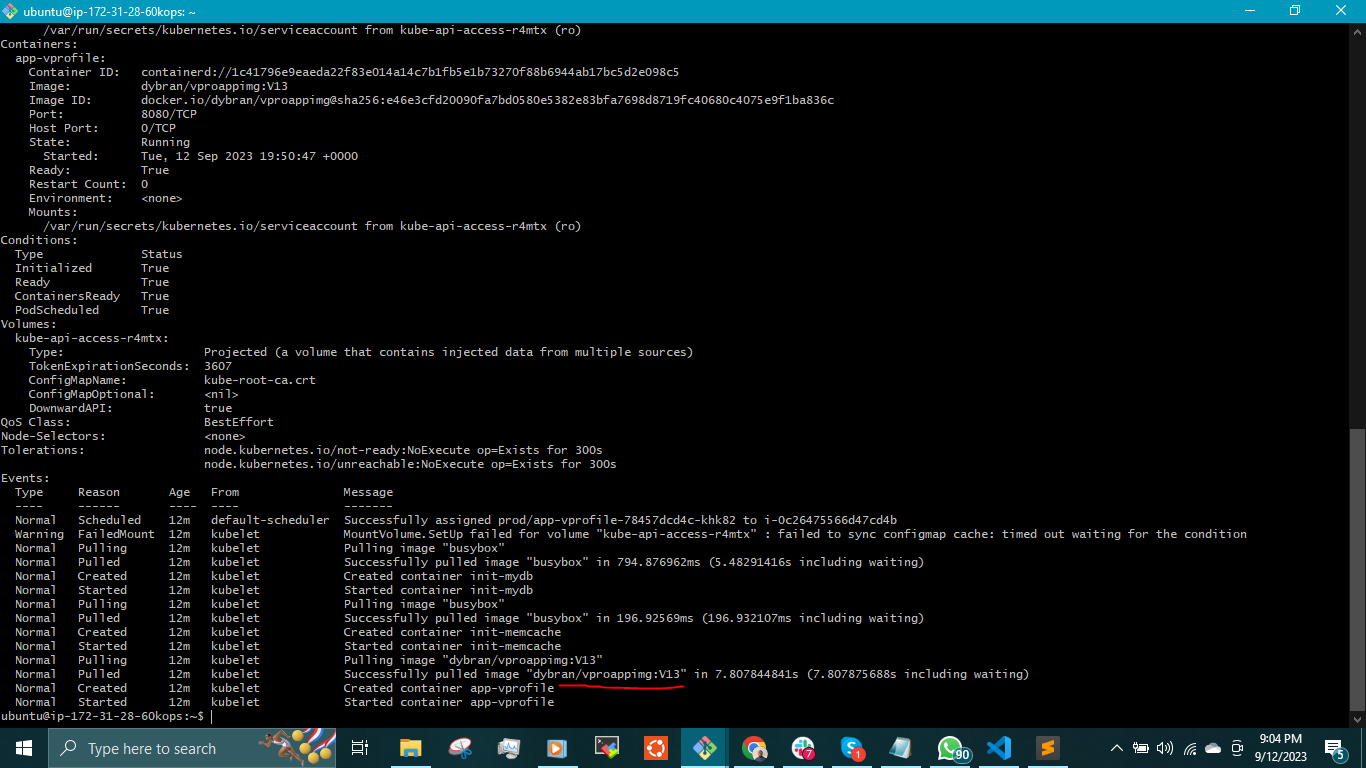 ubuntu@ip-172-31-28-60kops: ~
      /var/run/secrets/kubernetes.io/serviceaccount from kube-api-access-r4mtx (ro)
Containers:
  app-vprofile:
    Container ID:   containerd://1c41796e9eaeda22f83e014a14c7b1fb5e1b73270f88b6944ab17bc5d2e098c5
    Image:          dybran/vproappimg:V13
    Image ID:       docker.io/dybran/vproappimg@sha256:e46e3cfd20090fa7bd0580e5382e83bfa7698d8719fc40680c4075e9f1ba836c
    Port:           8080/TCP
    Host Port:      0/TCP
    State:          Running
      Started:      Tue, 12 Sep 2023 19:50:47 +0000
    Ready:          True
    Restart Count:  0
    Environment:    <none>
    Mounts:
      /var/run/secrets/kubernetes.io/serviceaccount from kube-api-access-r4mtx (ro)
Conditions:
  Type              Status
  Initialized       True
  Ready             True
  ContainersReady   True
  PodScheduled      True
Volumes:
  kube-api-access-r4mtx:
    Type:                    Projected (a volume that contains injected data from multiple sources)
    TokenExpirationSeconds:  3607
    ConfigMapName:           kube-root-ca.crt
    ConfigMapOptional:       <nil>
    DownwardAPI:             true
QoS Class:                   BestEffort
Node-Selectors:              <none>
Tolerations:                 node.kubernetes.io/not-ready:NoExecute op=Exists for 300s
                             node.kubernetes.io/unreachable:NoExecute op=Exists for 300s
Events:
  Type     Reason       Age   From               Message
  ----     ------       ----  ----               -------
  Normal   Scheduled    12m   default-scheduler  Successfully assigned prod/app-vprofile-78457dcd4c-khk82 to i-0c26475566d47cd4b
  Warning  FailedMount  12m   kubelet            MountVolume.SetUp failed for volume "kube-api-access-r4mtx" : failed to sync configmap cache: timed out waiting for the condition
  Normal   Pulling      12m   kubelet            Pulling image "busybox"
  Normal   Pulled       12m   kubelet            Successfully pulled image "busybox" in 794.876962ms (5.48291416s including waiting)
  Normal   Created      12m   kubelet            Created container init-mydb
  Normal   Started      12m   kubelet            Started container init-mydb
  Normal   Pulling      12m   kubelet            Pulling image "busybox"
  Normal   Pulled       12m   kubelet            Successfully pulled image "busybox" in 196.92569ms (196.932107ms including waiting)
  Normal   Created      12m   kubelet            Created container init-memcache
  Normal   Started      12m   kubelet            Started container init-memcache
  Normal   Pulling      12m   kubelet            Pulling image "dybran/vproappimg:V13"
  Normal   Pulled       12m   kubelet            Successfully pulled image "dybran/vproappimg:V13" in 7.807844841s (7.807875688s including waiting)
  Normal   Created      12m   kubelet            Created container app-vprofile
  Normal   Started      12m   kubelet            Started container app-vprofile
ubuntu@ip-172-31-28-60kops:~$
Type here to search
7
1
90
9:04 PM
9/12/2023
5